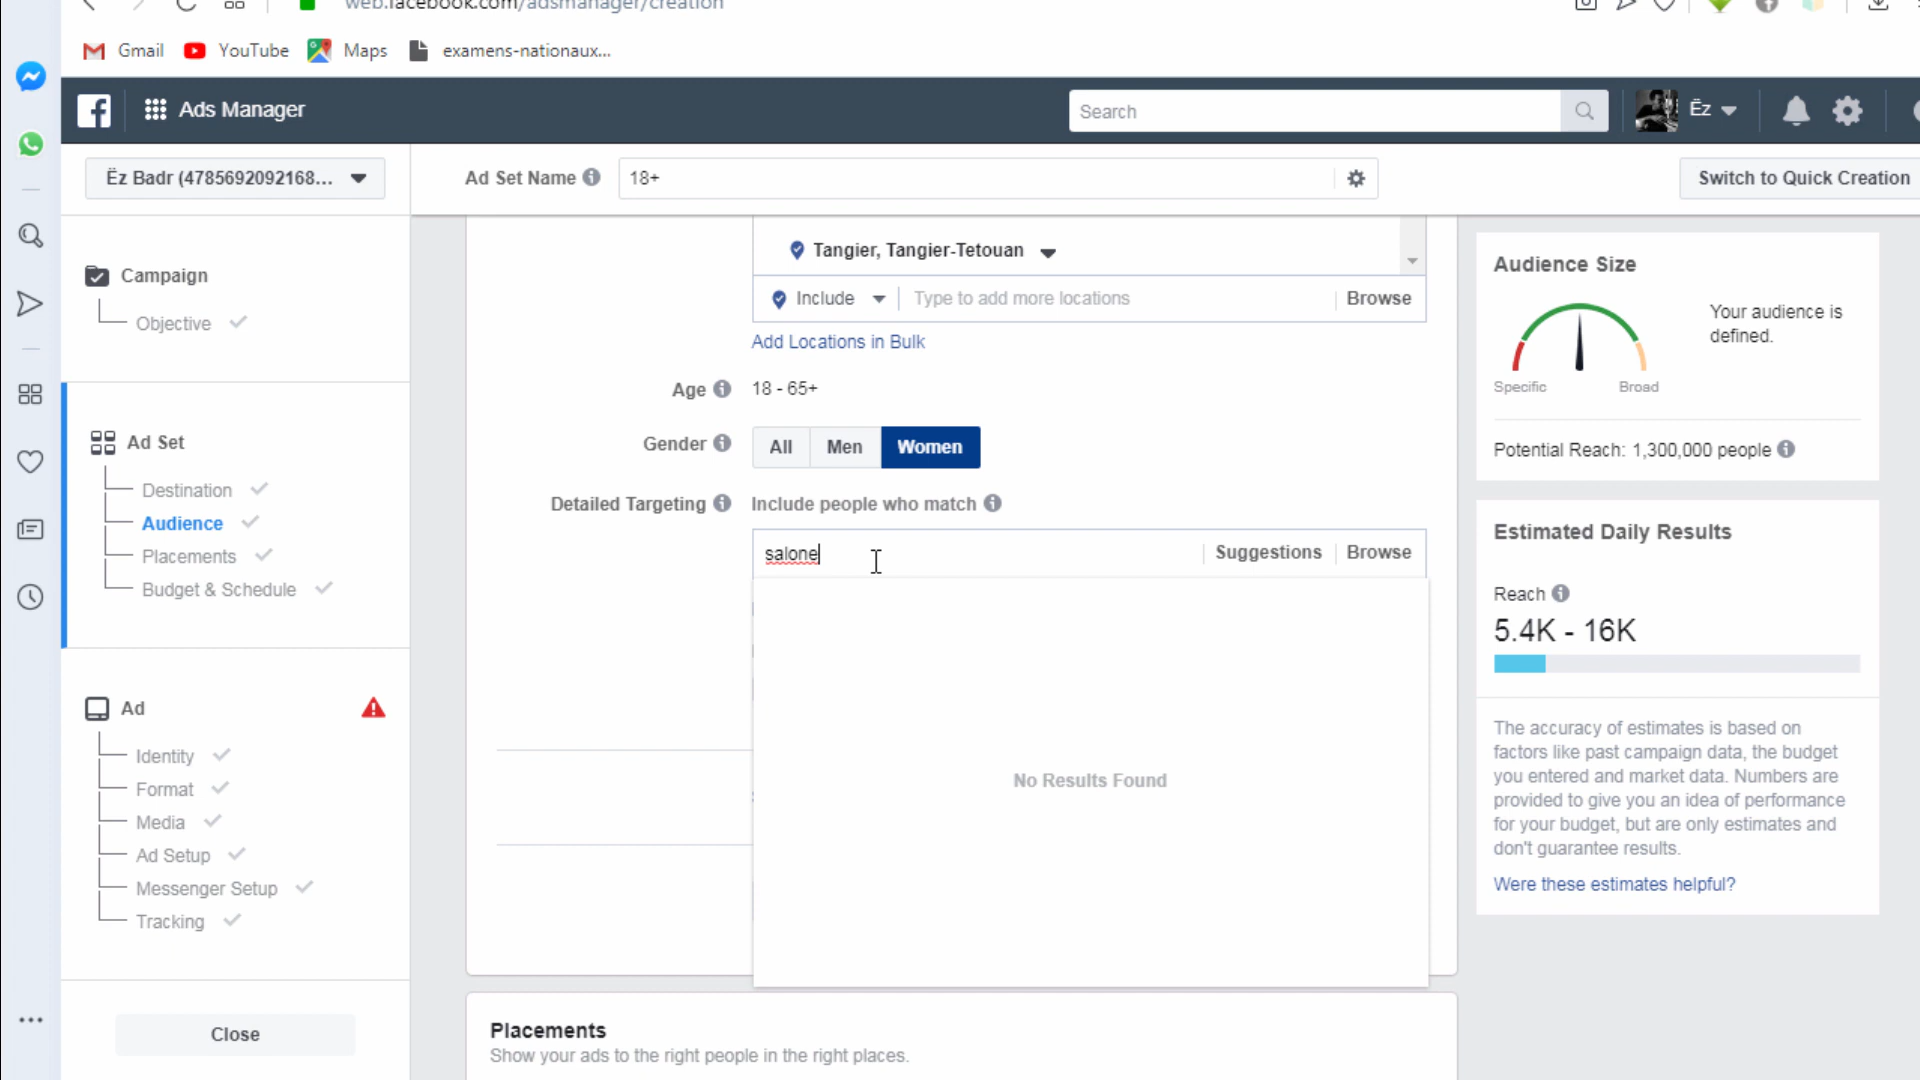 web.facebook.com/adsmanager/creation
Gmail YouTube Maps examens-nationaux...
Ads Manager
Search
Ëz
Ëz Badr (4785692092168...
Ad Set Name 18+
Switch to Quick Creation
Campaign
Objective
Ad Set
Destination
Audience
Placements
Budget & Schedule
Ad
Identity
Format
Media
Ad Setup
Messenger Setup
Tracking
Close
Tangier, Tangier-Tetouan
Include Type to add more locations Browse
Add Locations in Bulk
Age 18 - 65+
Gender All Men Women
Detailed Targeting Include people who match
salone Suggestions Browse
No Results Found
Placements
Show your ads to the right people in the right places.
Audience Size
Your audience is
defined.
Specific Broad
Potential Reach: 1,300,000 people
Estimated Daily Results
Reach
5.4K - 16K
The accuracy of estimates is based on
factors like past campaign data, the budget
you entered and market data. Numbers are
provided to give you an idea of performance
for your budget, but are only estimates and
don't guarantee results.
Were these estimates helpful?